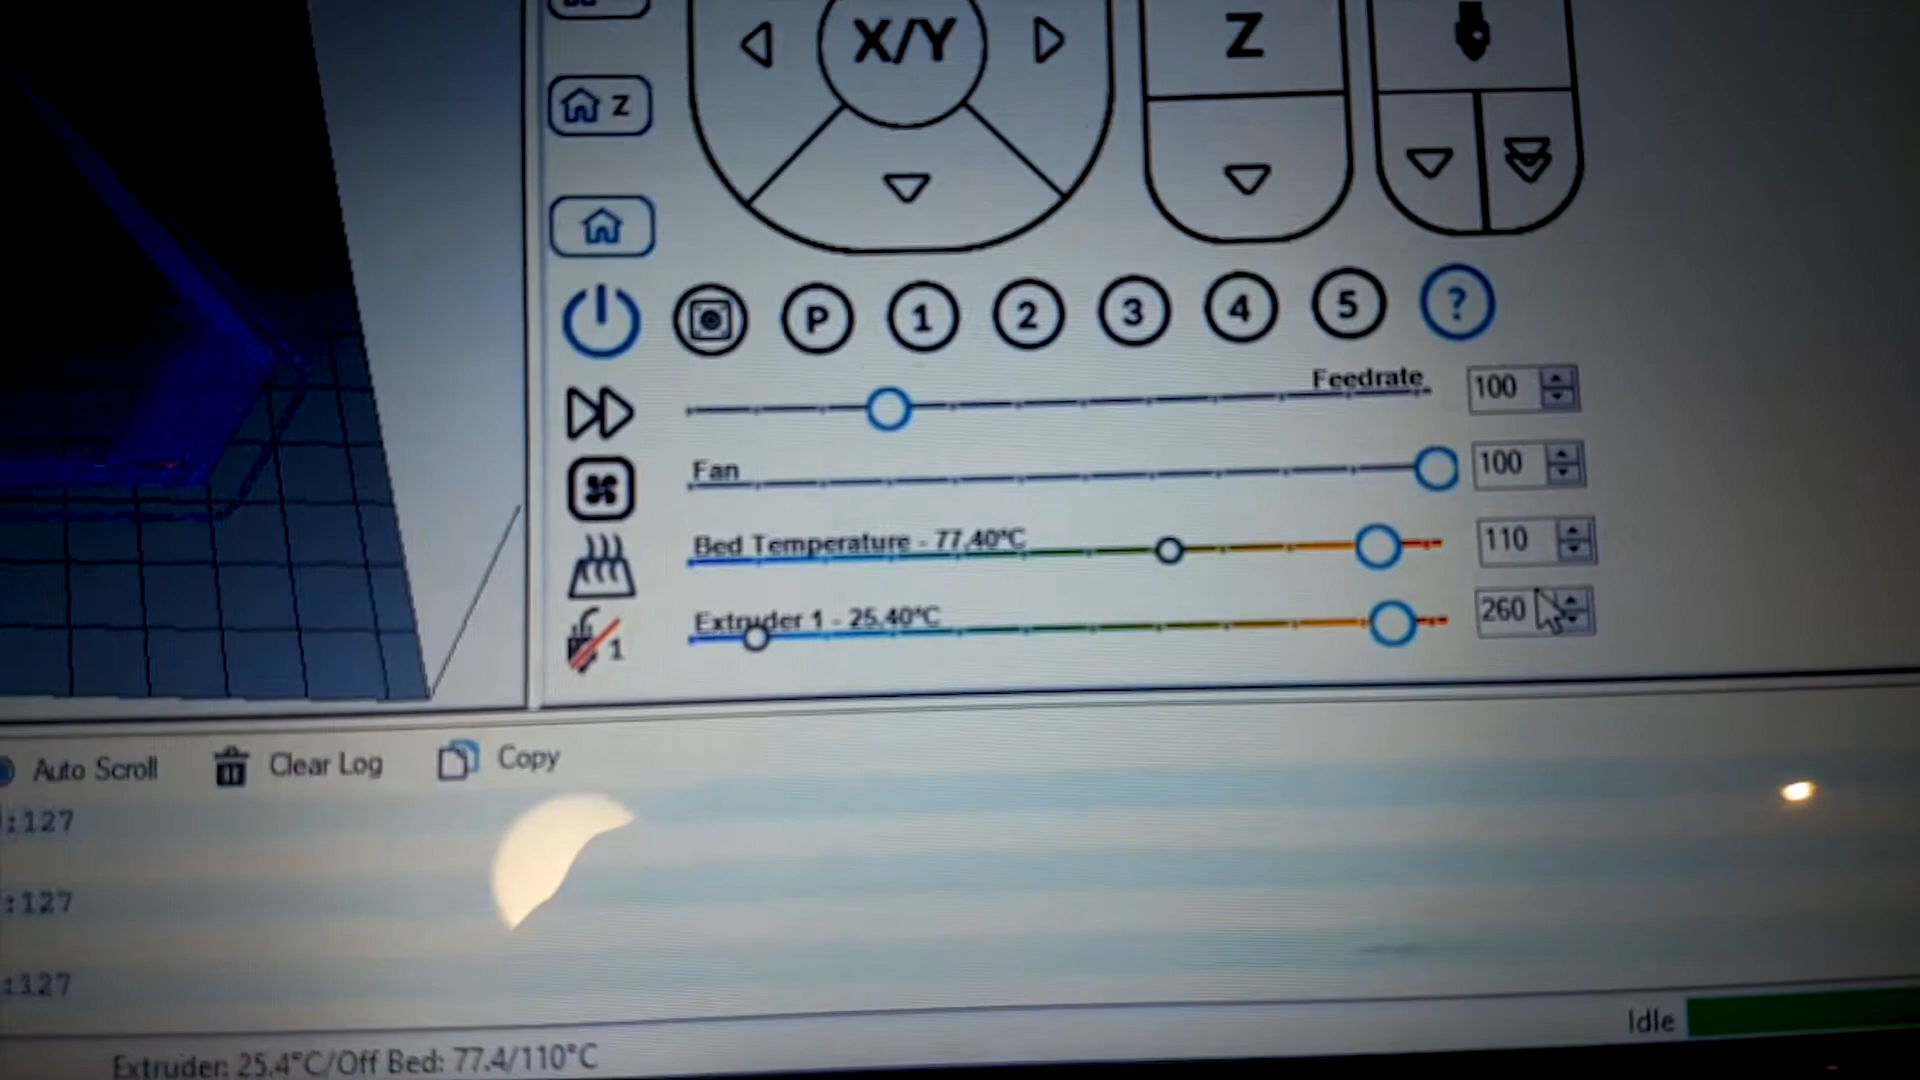 X/Y
Z
Z
P
1
2
3
4
5
?
Feedrate
100
Fan
100
Bed Temperature - 77.40°C
110
Extruder 1 - 25.40°C
260
1
Auto Scroll
Clear Log
Copy
:127
:127
:127
Idle
Extruder: 25.4°C/Off Bed: 77.4/110°C